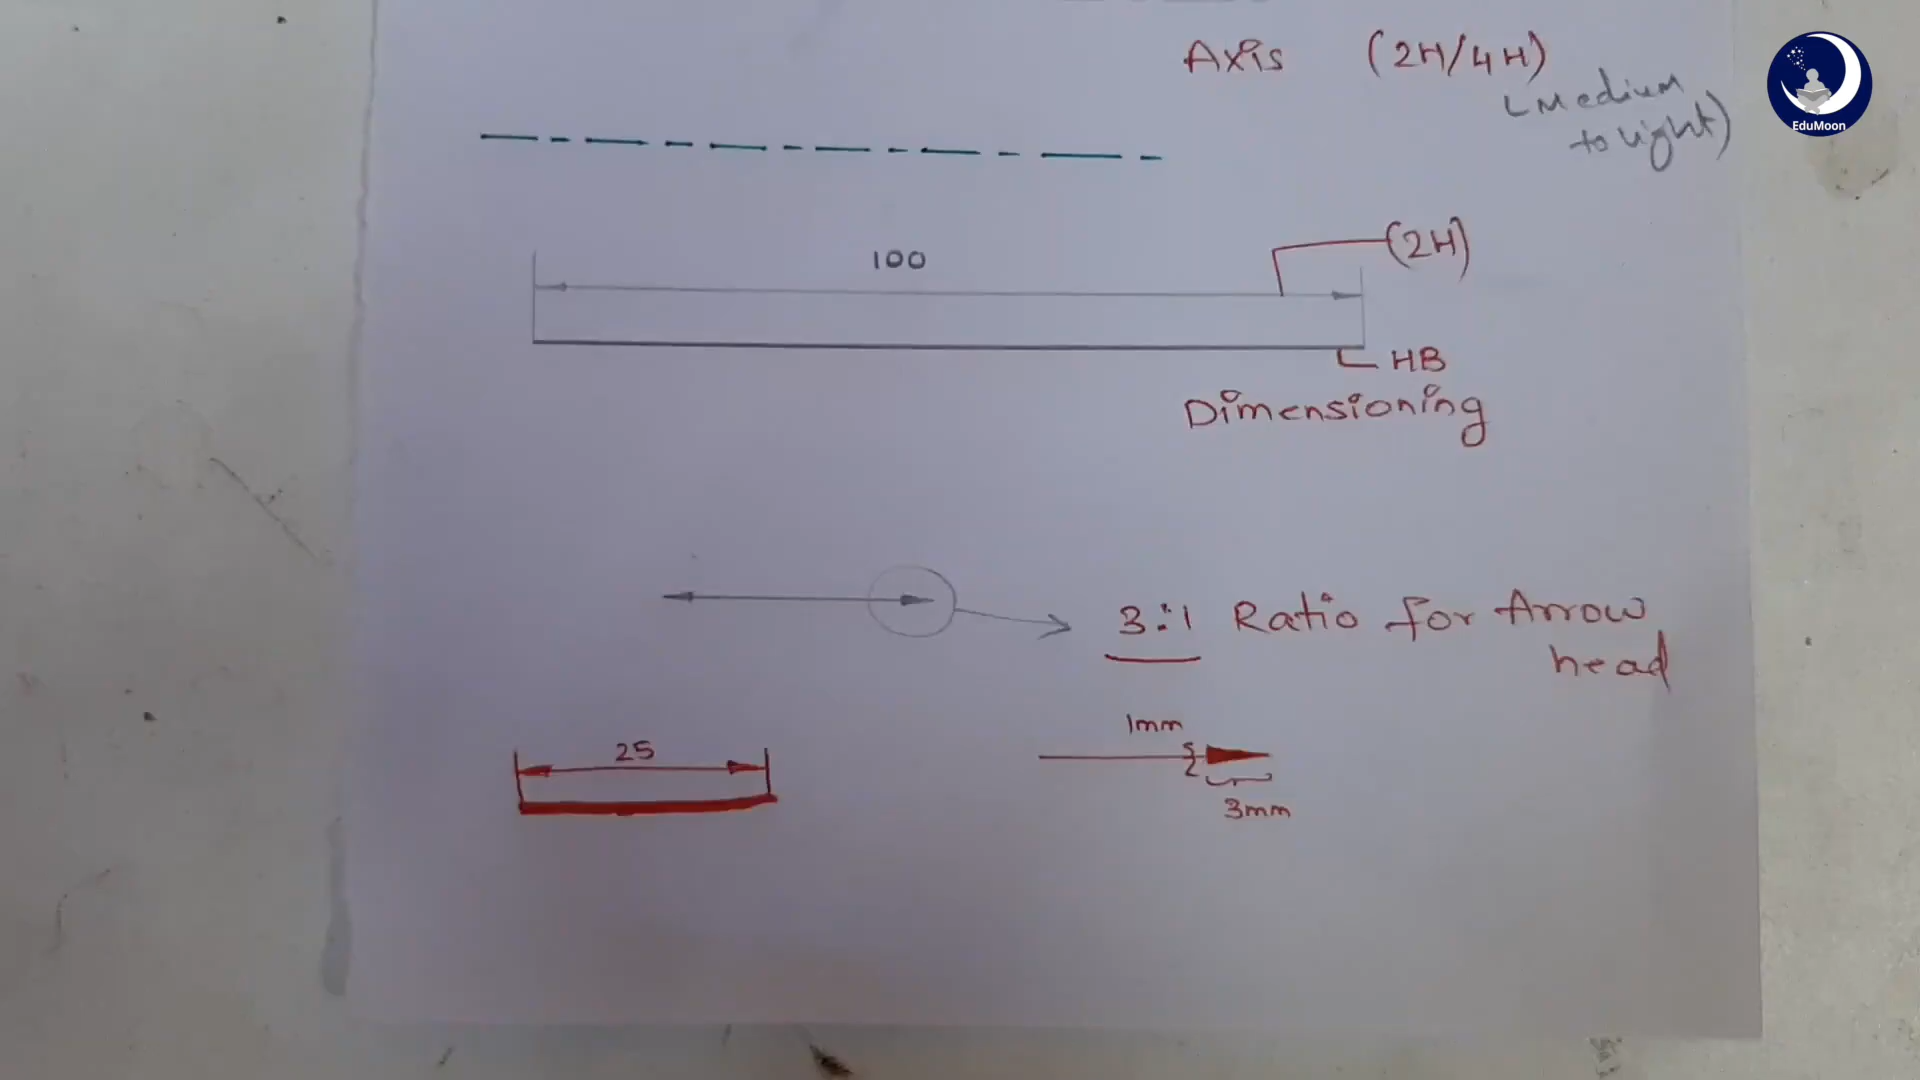 Axis (2H/4H)
(Medium
to light)
EduMoon
100
(2H)
HB
Dimensioning
3:1 Ratio for Arrow
head
25
1mm
3mm